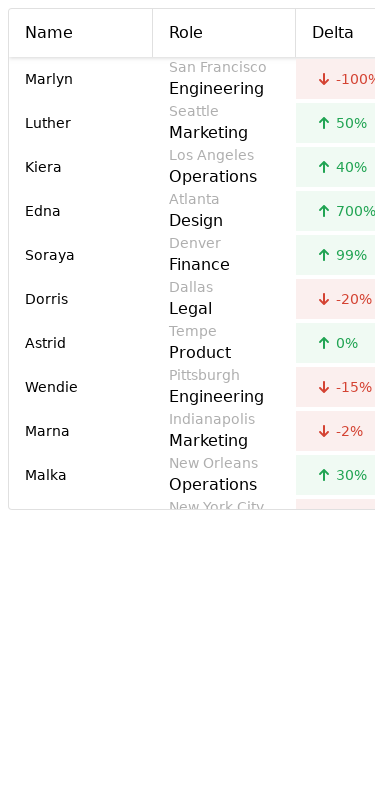 Name Role Delta
San Francisco
Marlyn Engineering ↓ -100%
Seattle
Luther Marketing ↑ 50%
Los Angeles
Kiera Operations ↑ 40%
Atlanta
Edna Design ↑ 700%
Denver
Soraya Finance ↑ 99%
Dallas
Dorris Legal ↓ -20%
Tempe
Astrid Product ↑ 0%
Pittsburgh
Wendie Engineering ↓ -15%
Indianapolis
Marna Marketing ↓ -2%
New Orleans
Malka Operations ↑ 30%
New York City